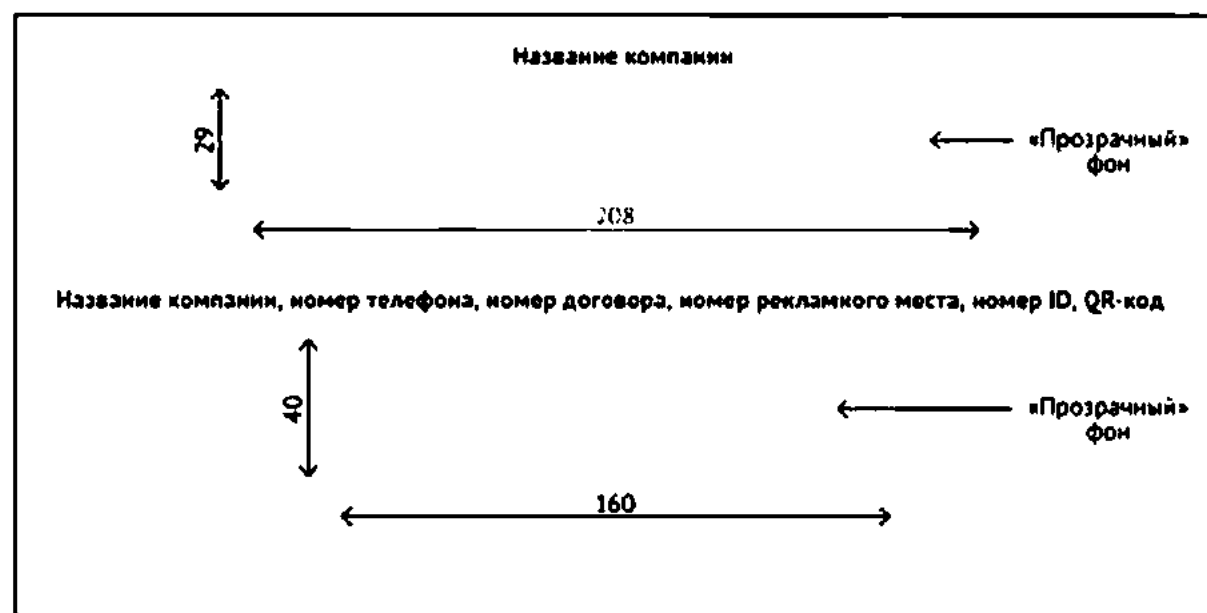 Название компании
29
«Прозрачный»
фон
208
Название компании, номер телефона, номер договора, номер рекламного места, номер ID, QR-код
40
«Прозрачный»
фон
160